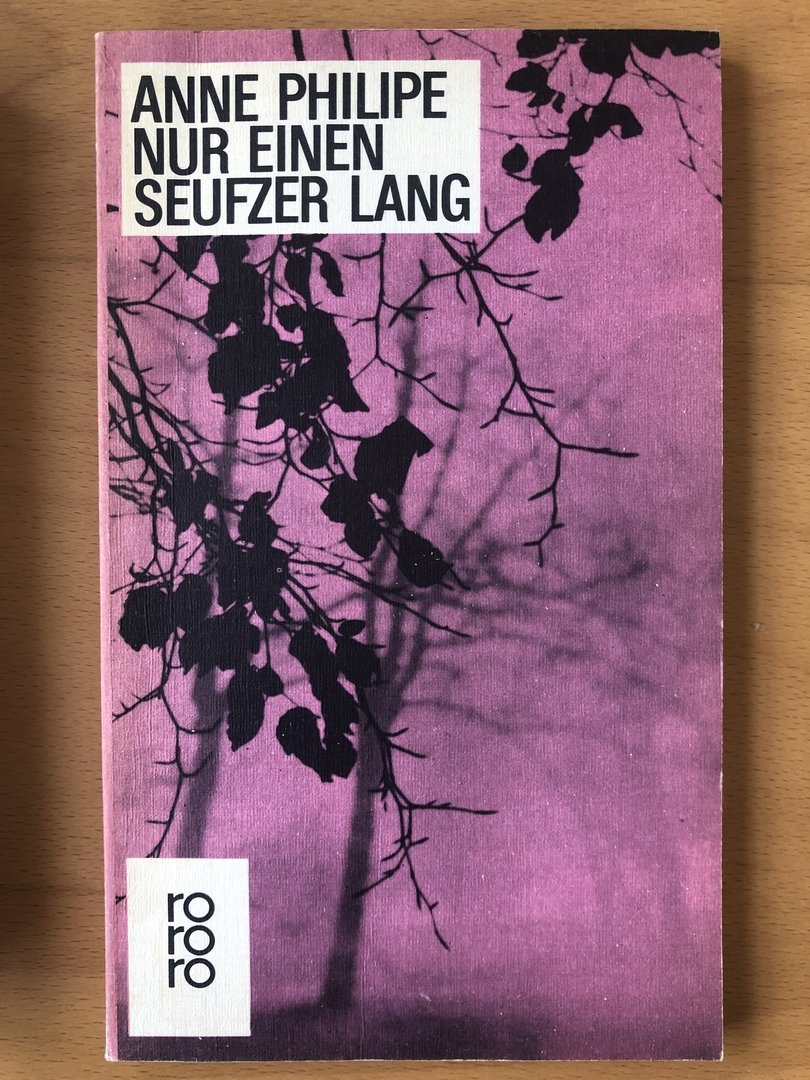 ANNE PHILIPE
NUR EINEN
SEUFZER LANG
ro
ro
ro